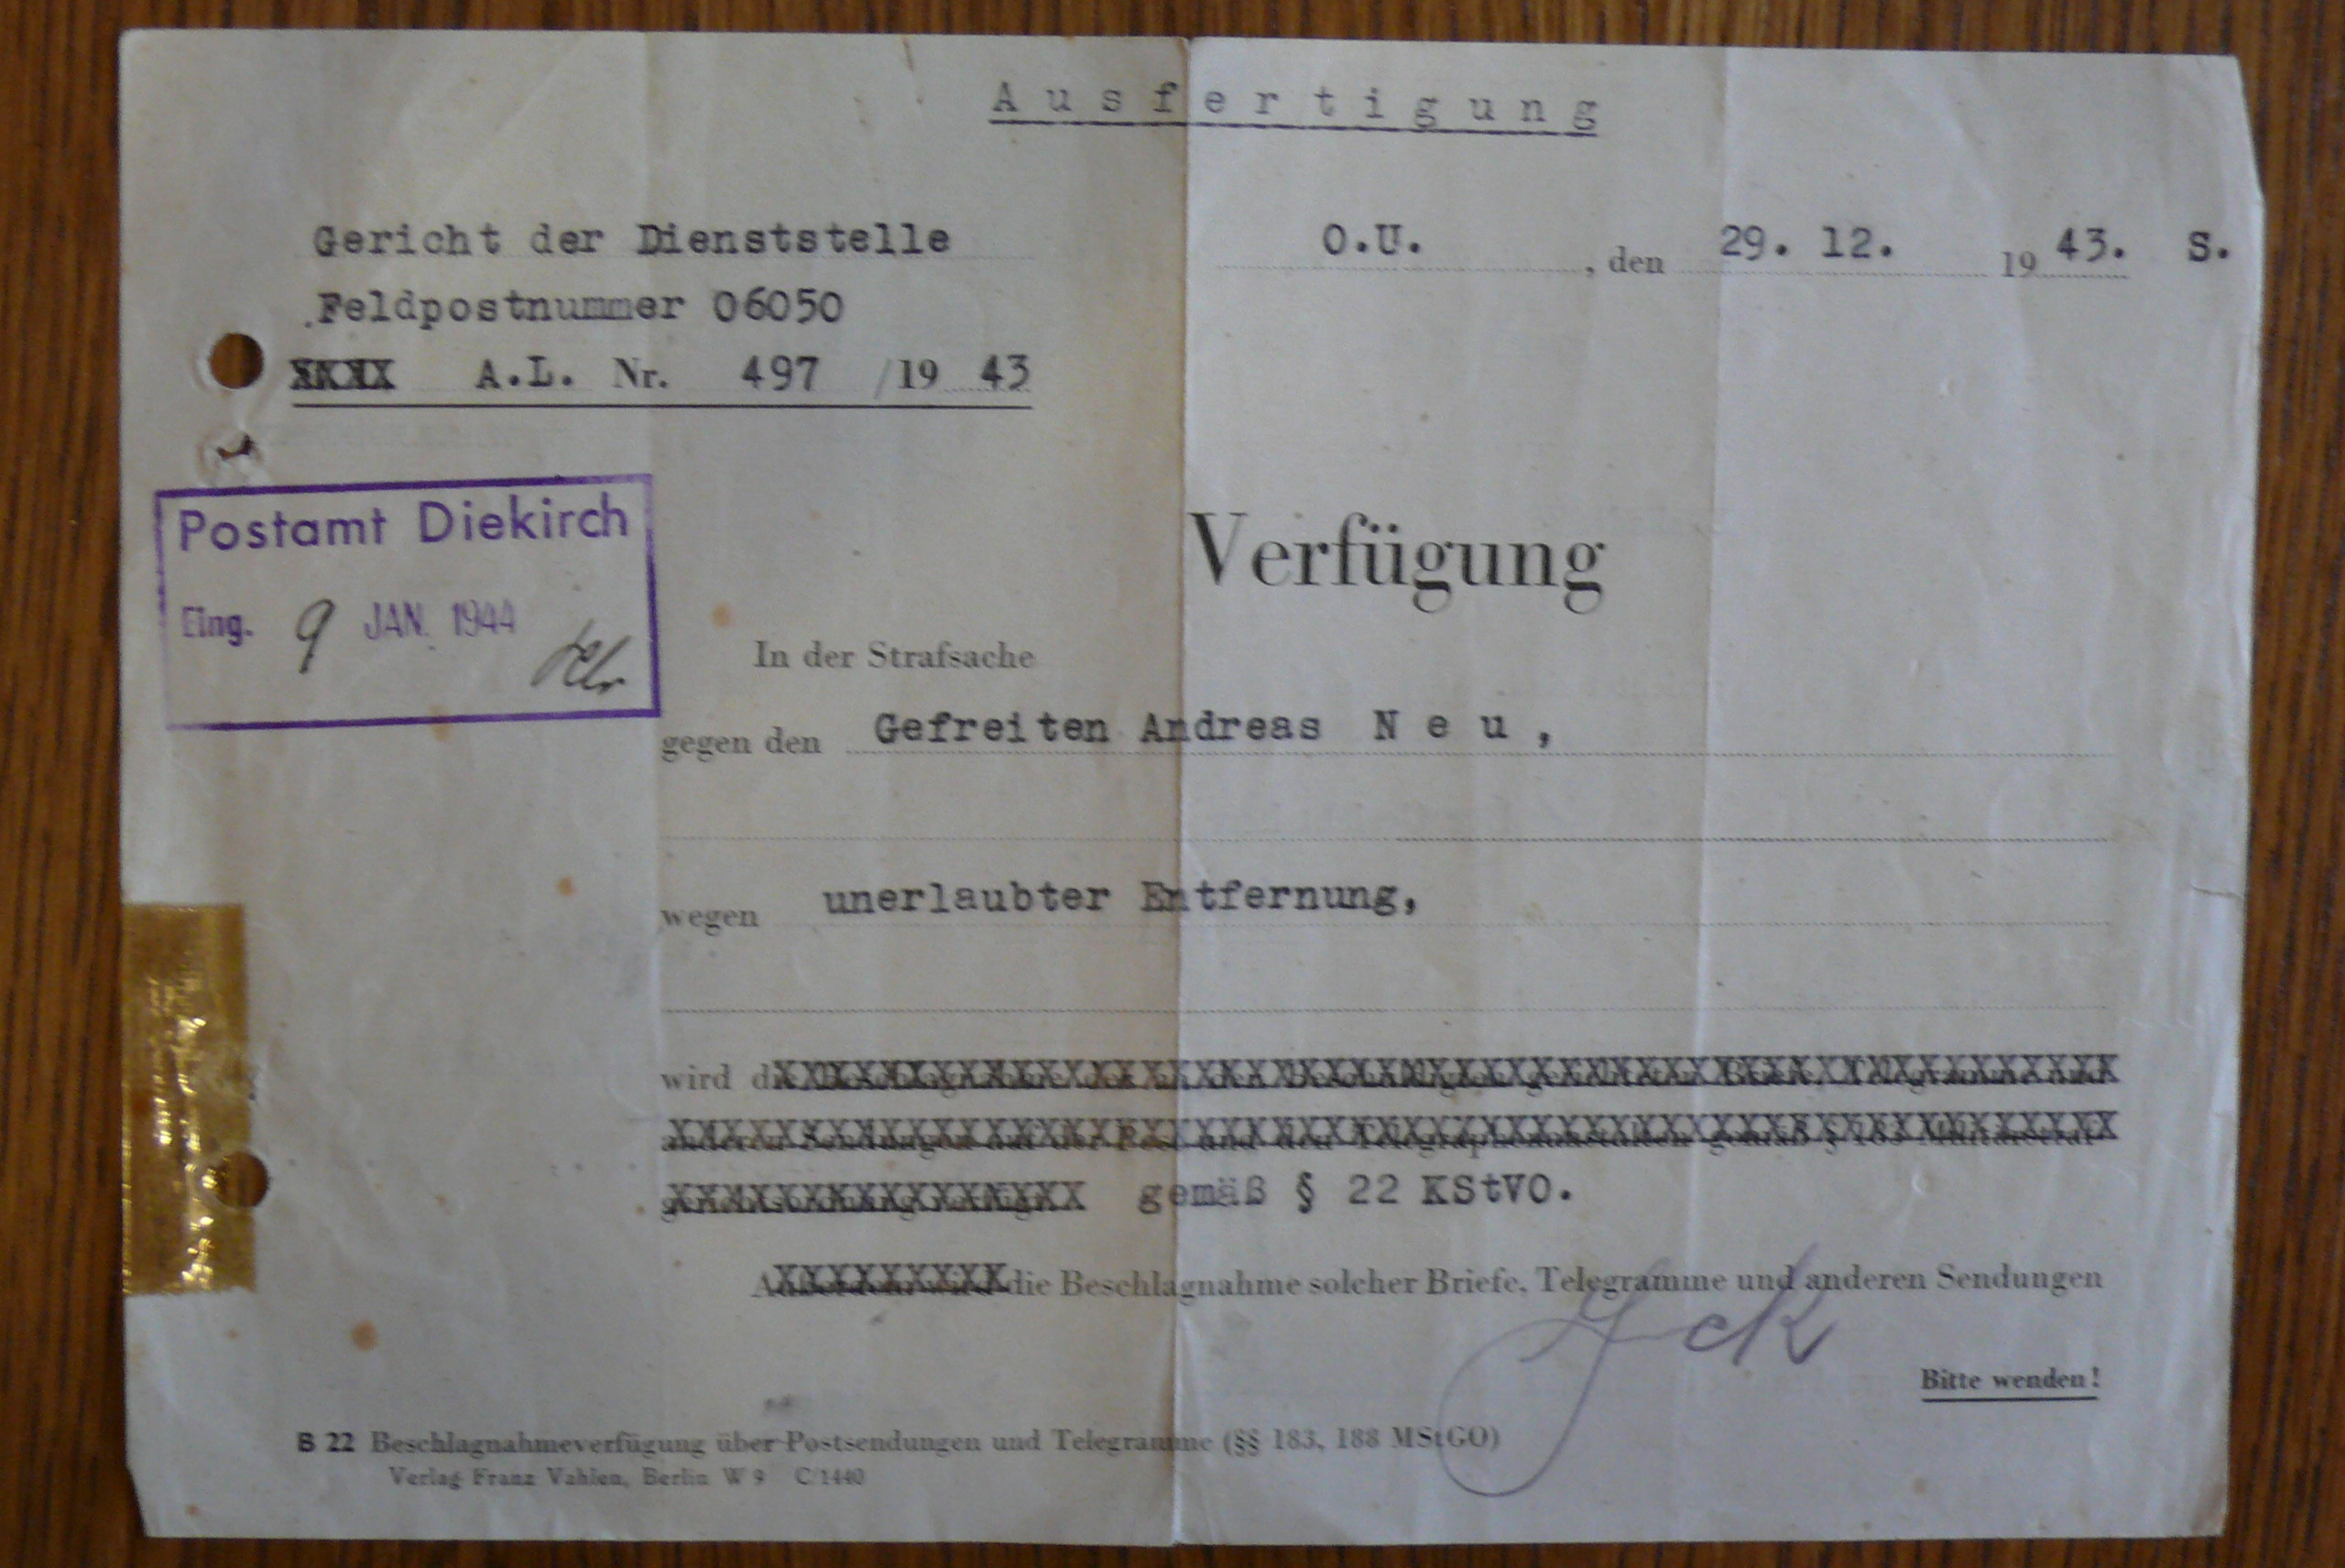 Ausfertigung
Gericht der Dienststelle
O.U. , den 29. 12. 19 43. S.
Feldpostnummer 06050
A.L. Nr. 497 /19 43
Postamt Diekirch
Eing. 9 JAN. 1944
Verfügung
In der Strafsache
gegen den Gefreiten Andreas Neu,
wegen unerlaubter Entfernung,
wird
gemäß § 22 KStVO.
die Beschlagnahme solcher Briefe, Telegramme und anderen Sendungen
Bitte wenden!
B 22 Beschlagnahmeverfügung über Postsendungen und Telegramme (§§ 183, 188 MStGO)
Verlag Franz Vahlen, Berlin W 9 C/1440